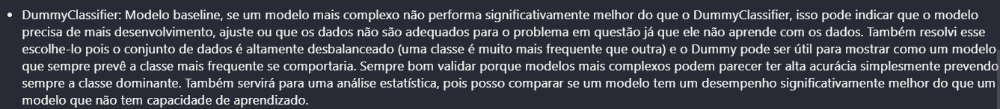 • DummyClassifier: Modelo baseline, se um modelo mais complexo não performa significativamente melhor do que o DummyClassifier, isso pode indicar que o modelo
precisa de mais desenvolvimento, ajuste ou que os dados não são adequados para o problema em questão já que ele não aprende com os dados. Também resolvi esse
escolhe-lo pois o conjunto de dados é altamente desbalanceado (uma classe é muito mais frequente que outra) e o Dummy pode ser útil para mostrar como um modelo
que sempre prevê a classe mais frequente se comportaria. Sempre bom validar porque modelos mais complexos podem parecer ter alta acurácia simplesmente prevendo
sempre a classe dominante. Também servirá para uma análise estatística, pois posso comparar se um modelo tem um desempenho significativamente melhor do que um
modelo que não tem capacidade de aprendizado.